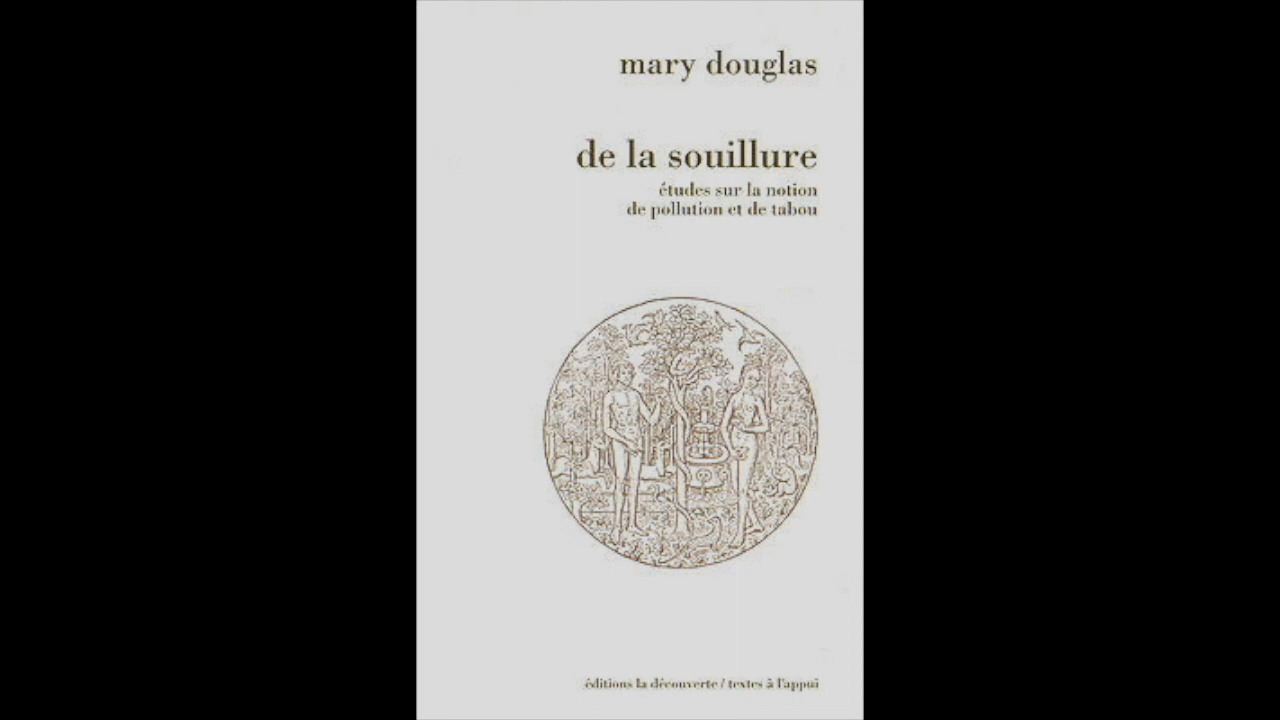 mary douglas
de la souillure
études sur la notion
de pollution et de tabou
éditions la découverte / textes à l'appui